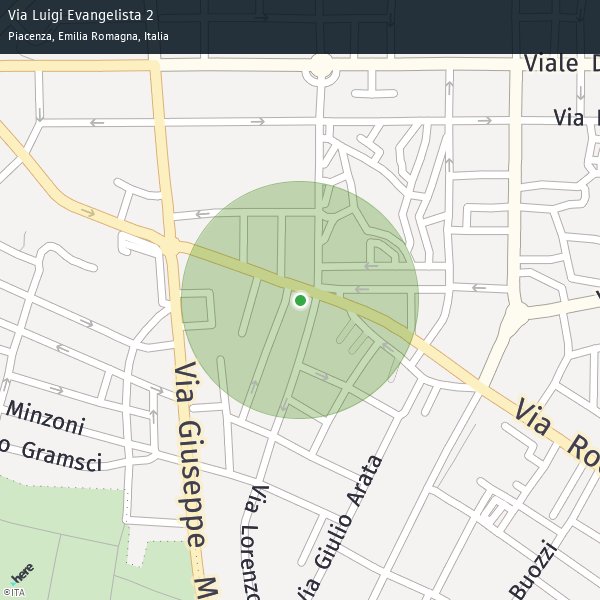 Via Luigi Evangelista 2
Piacenza, Emilia Romagna, Italia
Viale D
Via
Minzoni
o Gramsci
Via Giuseppe M
Via Lorenzo
Via Giulio Arata
Via Ro
Buozzi
here
©ITA